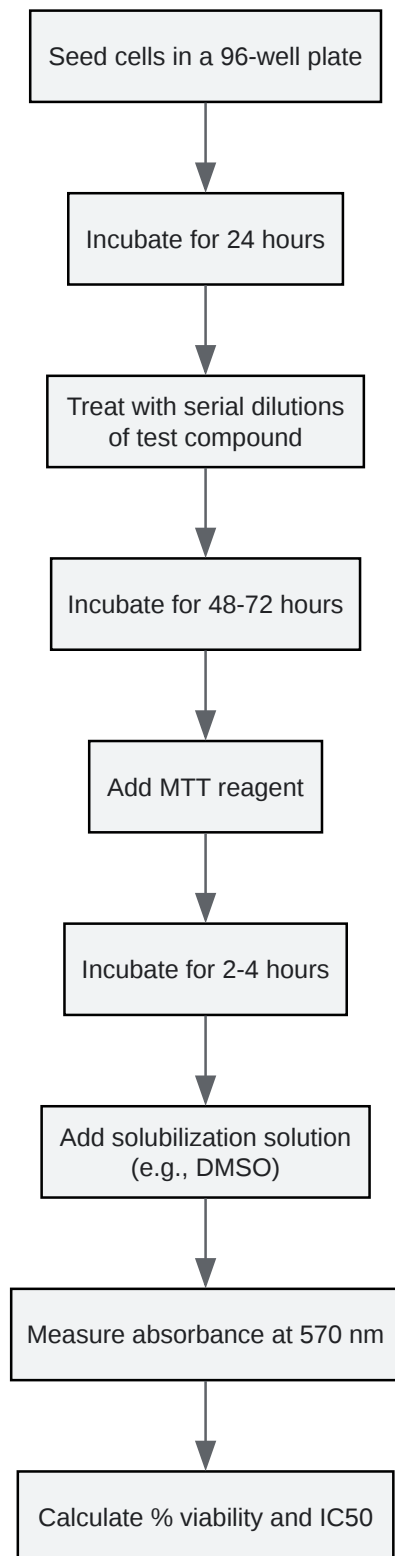 Seed cells in a 96-well plate
Incubate for 24 hours
Treat with serial dilutions
of test compound
Incubate for 48-72 hours
Add MTT reagent
Incubate for 2-4 hours
Add solubilization solution
(e.g., DMSO)
Measure absorbance at 570 nm
Calculate % viability and IC50